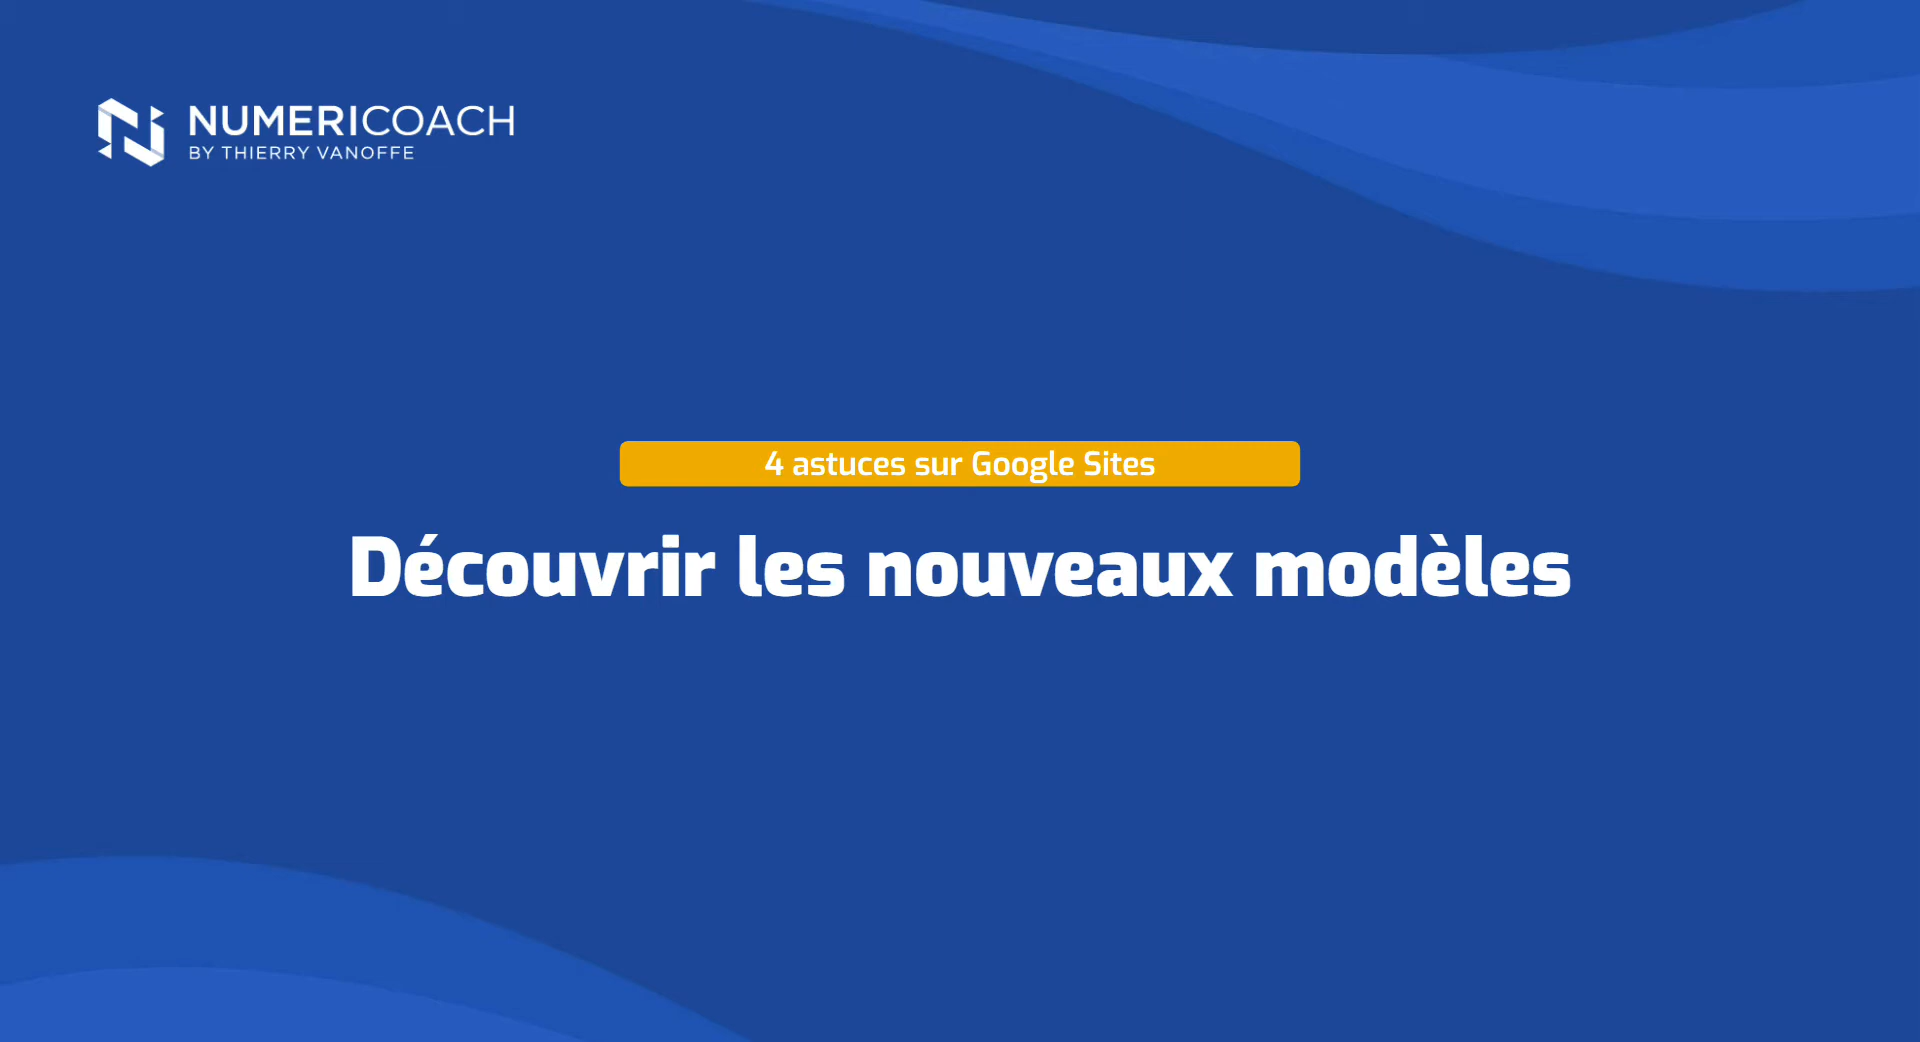 NUMERICOACH
BY THIERRY VANOFFE
4 astuces sur Google Sites
Découvrir les nouveaux modèles